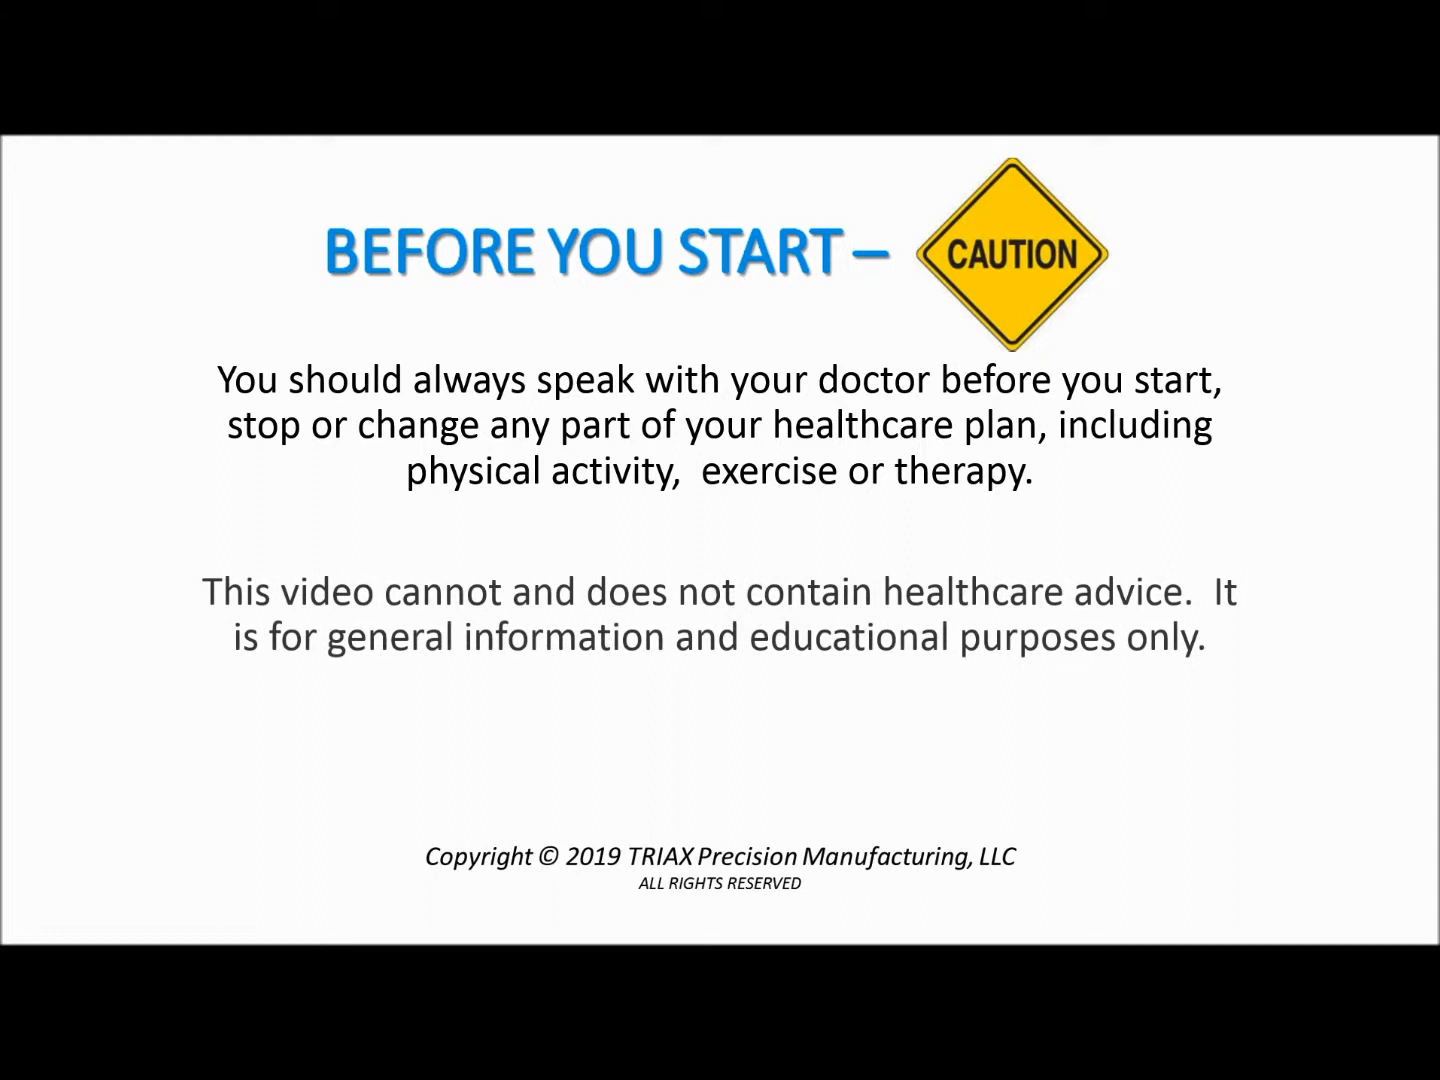 BEFORE YOU START –
CAUTION
You should always speak with your doctor before you start,
stop or change any part of your healthcare plan, including
physical activity,  exercise or therapy.
This video cannot and does not contain healthcare advice.  It
is for general information and educational purposes only.
Copyright © 2019 TRIAX Precision Manufacturing, LLC
ALL RIGHTS RESERVED